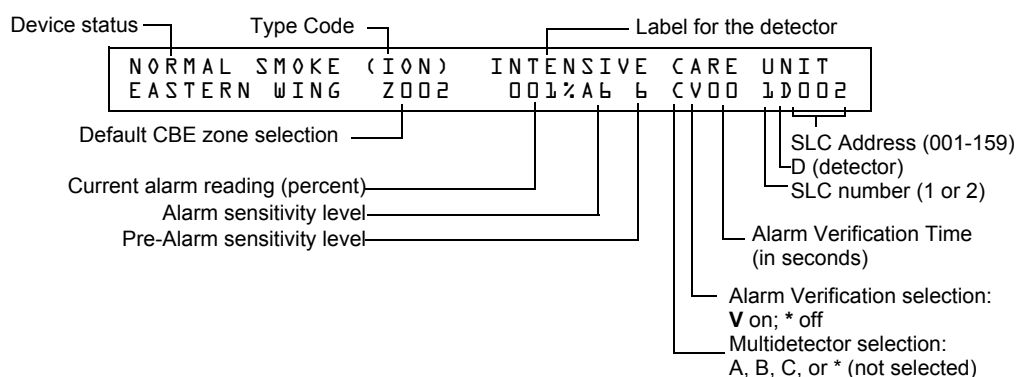 Device status
Type Code
Label for the detector
NORMAL SMOKE (ION) INTENSIVE CARE UNIT
EASTERN WING Z002 001%A6 6 CV00 1D002
Default CBE zone selection
SLC Address (001-159)
D (detector)
SLC number (1 or 2)
Current alarm reading (percent)
Alarm sensitivity level
Pre-Alarm sensitivity level
Alarm Verification Time
(in seconds)
Alarm Verification selection:
V on; * off
Multidetector selection:
A, B, C, or * (not selected)